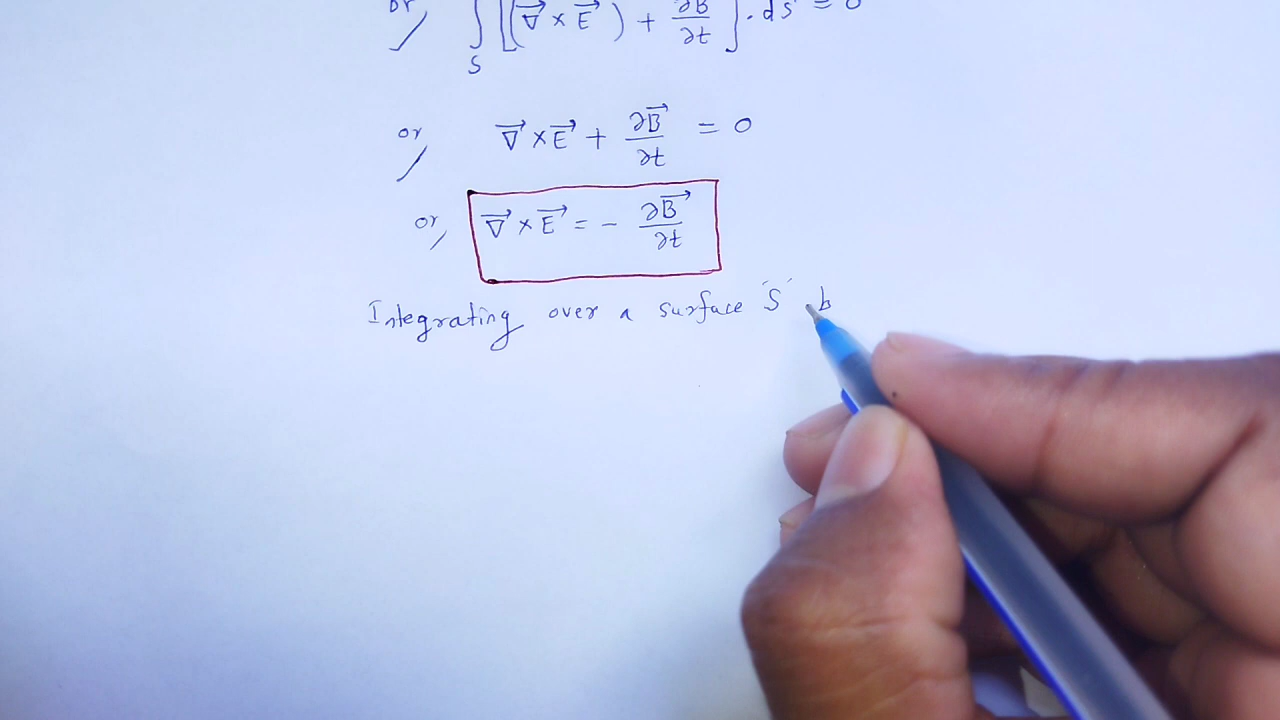 or, ∫_S [(∇⃗ × E⃗) + ∂B⃗/∂t] · ds⃗ = 0
or, ∇⃗ × E⃗ + ∂B⃗/∂t = 0
or, ∇⃗ × E⃗ = - ∂B⃗/∂t
Integrating over a surface 'S' b